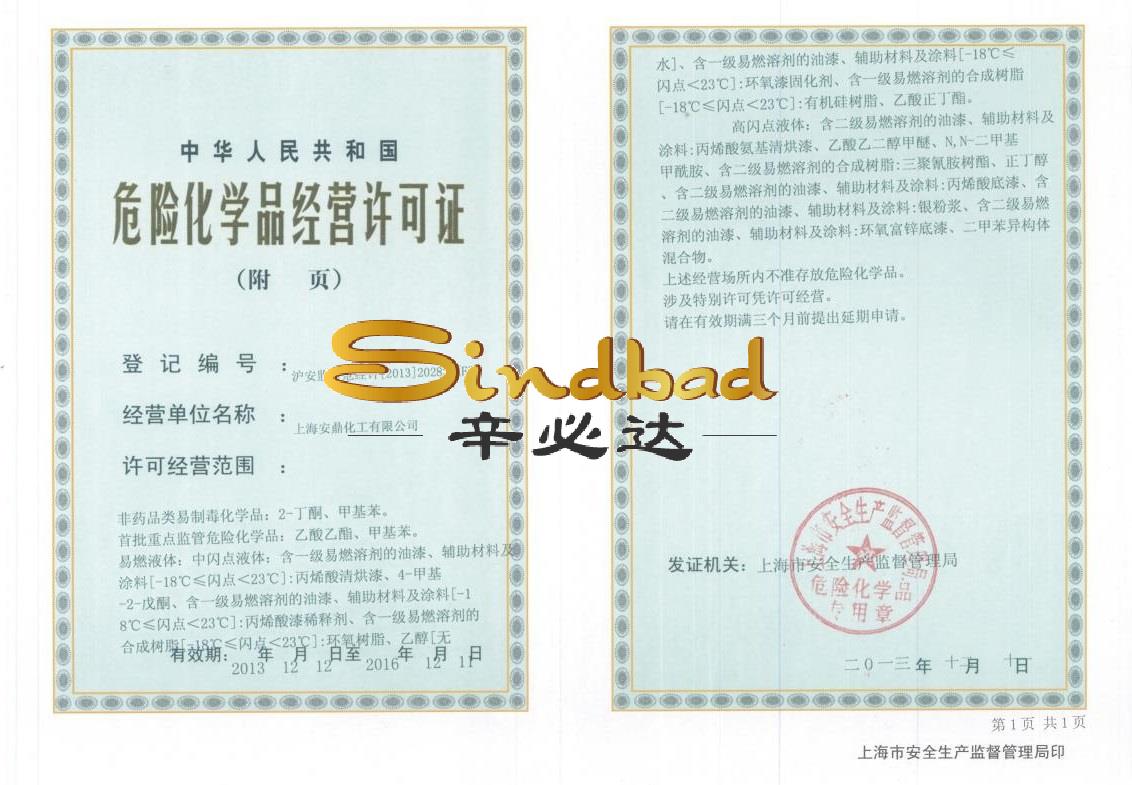 中华人民共和国
危险化学品经营许可证
（附 页）
登记编号：
[2013]2028
经营单位名称：
上海安鼎化工有限公司
许可经营范围：
非药品类易制毒化学品：2-丁酮、甲基苯。
首批重点监管危险化学品：乙酸乙酯、甲基苯。
易燃液体：中闪点液体：含一级易燃溶剂的油漆、辅助材料及
涂料[-18℃≤闪点＜23℃]:丙烯酸清烘漆、4-甲基
-2-戊酮、含一级易燃溶剂的油漆、辅助材料及涂料[-1
8℃≤闪点＜23℃]:丙烯酸漆稀释剂、含一级易燃溶剂的
合成树脂[-18℃≤闪点＜23℃]:环氧树脂、乙醇[无
有效期：2013年12月12日至2016年12月11日
Sindbad
辛必达
水]、含一级易燃溶剂的油漆、辅助材料及涂料[-18℃≤
闪点＜23℃]:环氧漆固化剂、含一级易燃溶剂的合成树脂
[-18℃≤闪点＜23℃]:有机硅树脂、乙酸正丁酯。
高闪点液体：含二级易燃溶剂的油漆、辅助材料及
涂料:丙烯酸氨基清烘漆、乙酸乙二醇甲醚、N,N-二甲基
甲酰胺、含二级易燃溶剂的合成树脂:三聚氰胺树酯、正丁醇
、含二级易燃溶剂的油漆、辅助材料及涂料:丙烯酸底漆、含
二级易燃溶剂的油漆、辅助材料及涂料:银粉浆、含二级易燃
溶剂的油漆、辅助材料及涂料:环氧富锌底漆、二甲苯异构体
混合物。
上述经营场所内不准存放危险化学品。
涉及特别许可凭许可经营。
请在有效期满三个月前提出延期申请。
发证机关：上海市安全生产监督管理局
上海市安全生产监督管理局
危险化学品
专用章
二〇一三年十二月十一日
第1页 共1页
上海市安全生产监督管理局印